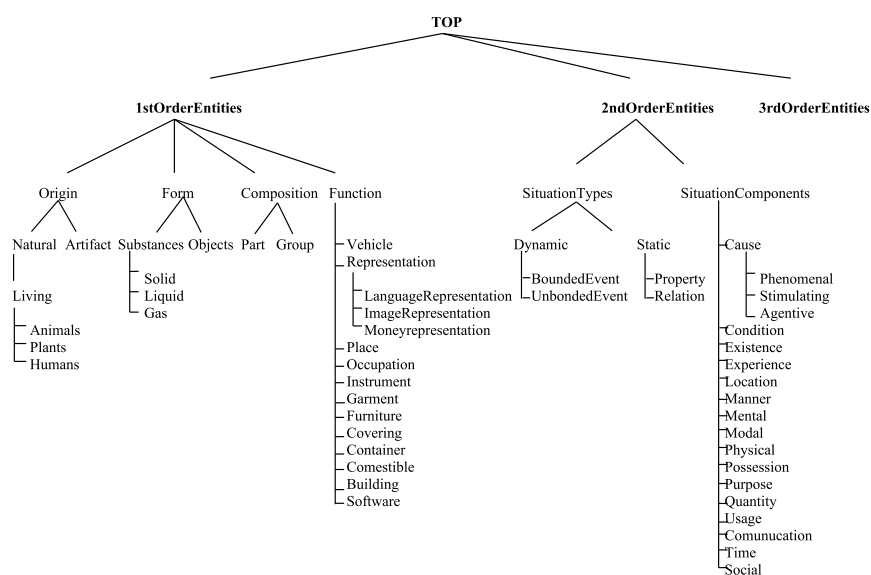 TOP
1stOrderEntities 2ndOrderEntities 3rdOrderEntities
Origin Form Composition Function SituationTypes SituationComponents
Natural Artifact Substances Objects Part Group Vehicle Dynamic Static Cause
Representation
Solid BoundedEvent Property Phenomenal
Living Liquid LanguageRepresentation UnbondedEvent Relation Stimulating
Gas ImageRepresentation Agentive
Animals Moneyrepresentation Condition
Plants Place Existence
Humans Occupation Experience
Instrument Location
Garment Manner
Furniture Mental
Covering Modal
Container Physical
Comestible Possession
Building Purpose
Software Quantity
Usage
Comunucation
Time
Social